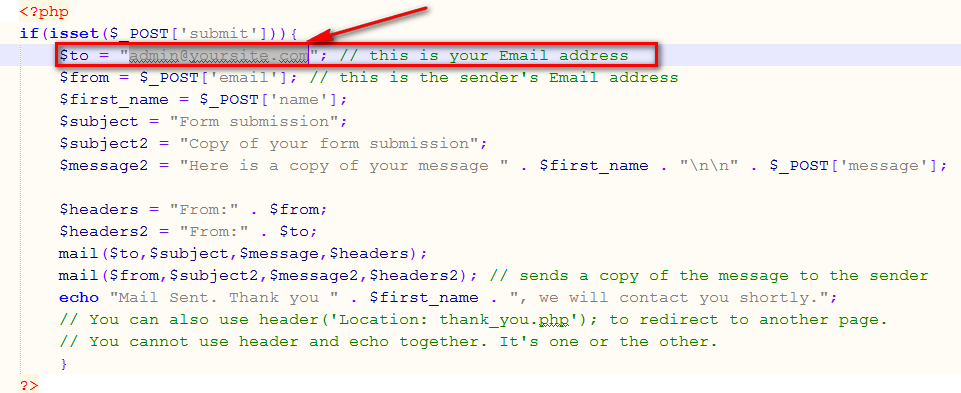 <?php
if(isset($_POST['submit'])){
$to = "admin@yoursite.com"; // this is your Email address
$from = $_POST['email']; // this is the sender's Email address
$first_name = $_POST['name'];
$subject = "Form submission";
$subject2 = "Copy of your form submission";
$message2 = "Here is a copy of your message " . $first_name . "\n\n" . $_POST['message'];
$headers = "From:" . $from;
$headers2 = "From:" . $to;
mail($to,$subject,$message,$headers);
mail($from,$subject2,$message2,$headers2); // sends a copy of the message to the sender
echo "Mail Sent. Thank you " . $first_name . ", we will contact you shortly.";
// You can also use header('Location: thank_you.php'); to redirect to another page.
// You cannot use header and echo together. It's one or the other.
}
?>